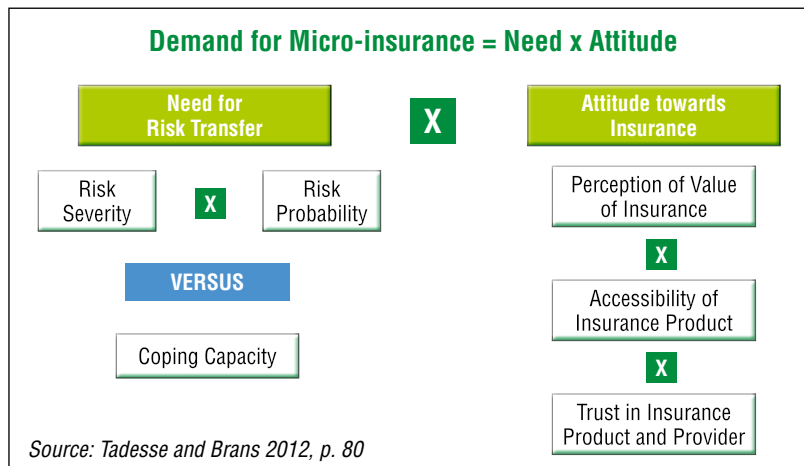 Demand for Micro-insurance = Need x Attitude
Need for
Risk Transfer
X
Attitude towards
Insurance
Risk
Severity
X
Risk
Probability
VERSUS
Coping Capacity
Perception of Value
of Insurance
X
Accessibility of
Insurance Product
X
Trust in Insurance
Product and Provider
Source: Tadesse and Brans 2012, p. 80